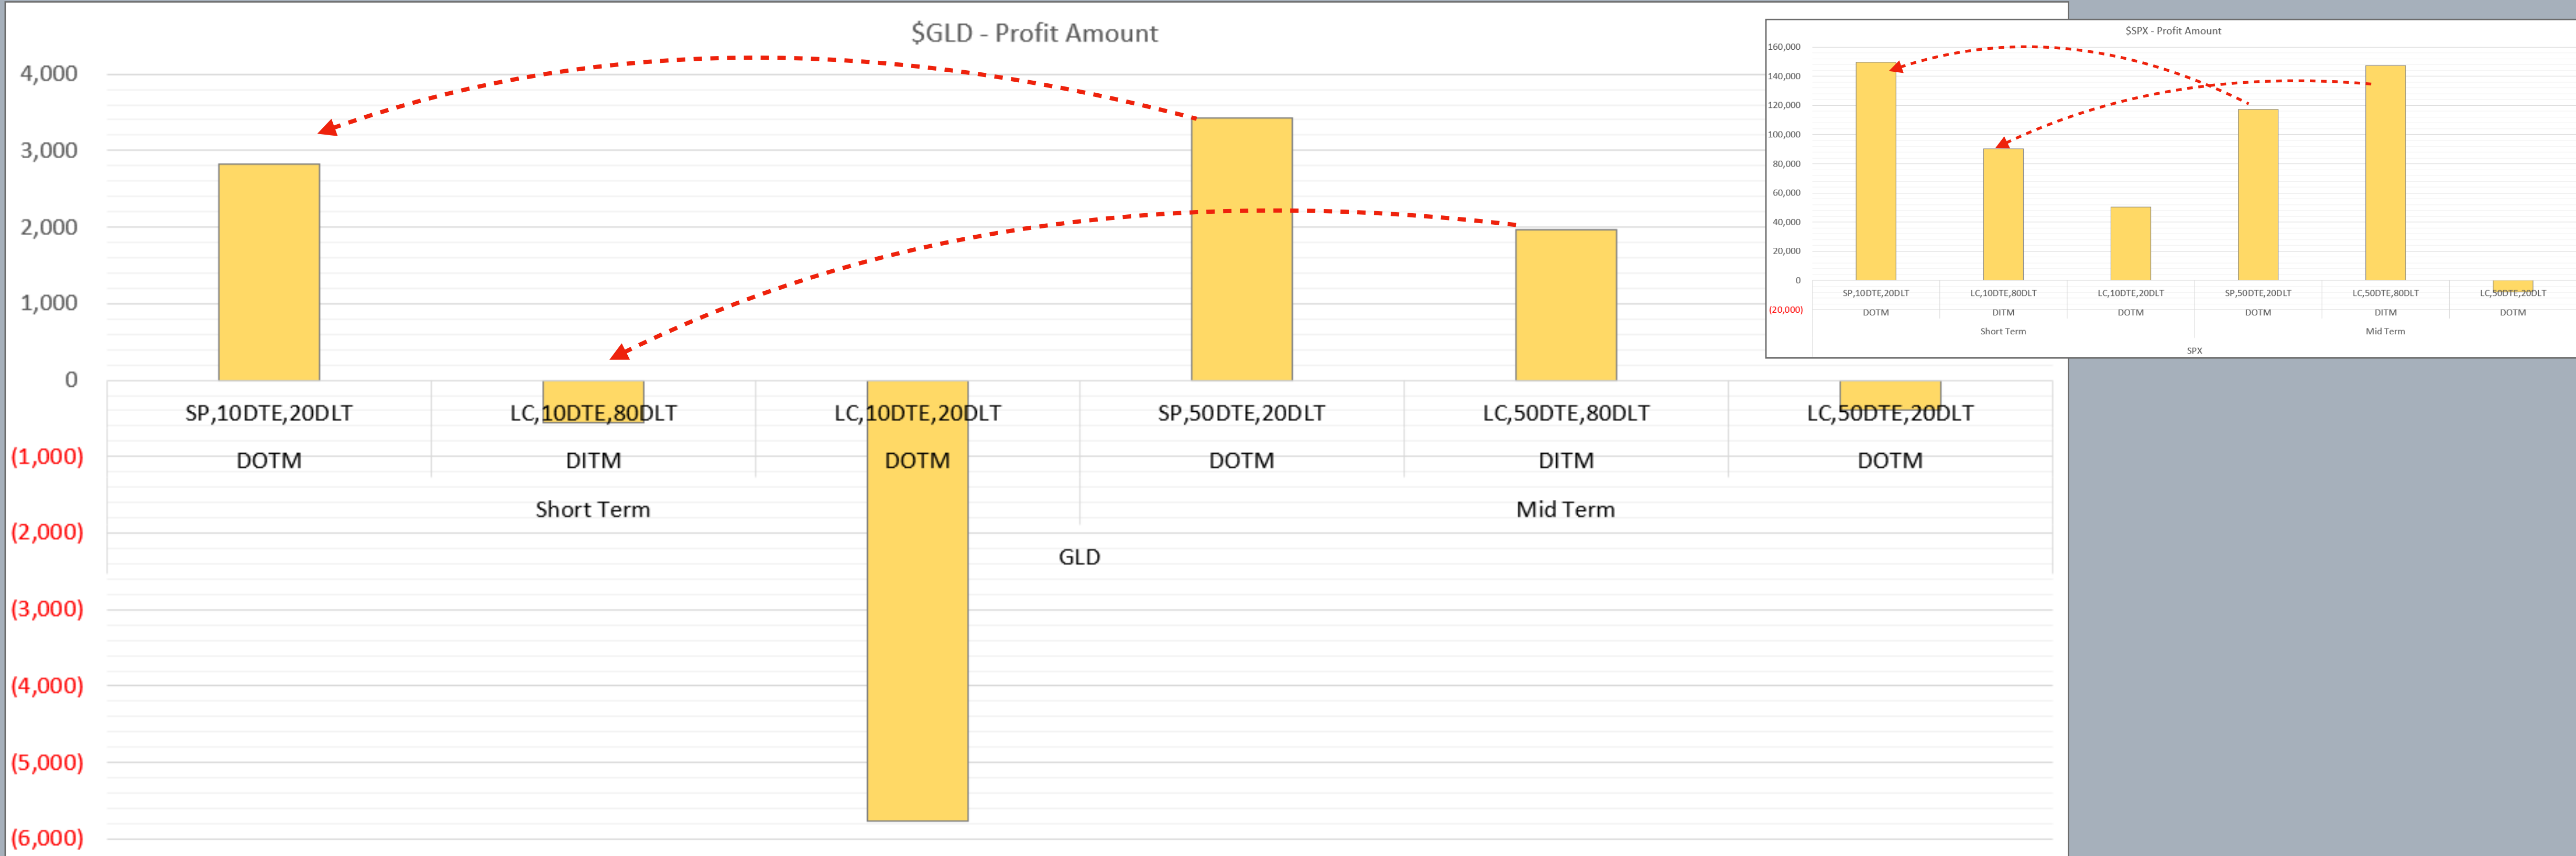 $GLD - Profit Amount
4,000
3,000
2,000
1,000
0
(1,000)
(2,000)
(3,000)
(4,000)
(5,000)
(6,000)
SP,10DTE,20DLT LC,10DTE,80DLT LC,10DTE,20DLT SP,50DTE,20DLT LC,50DTE,80DLT LC,50DTE,20DLT
DOTM DITM DOTM DOTM DITM DOTM
Short Term Mid Term
GLD
$SPX - Profit Amount
160,000
140,000
120,000
100,000
80,000
60,000
40,000
20,000
0
(20,000)
SP,10DTE,20DLT LC,10DTE,80DLT LC,10DTE,20DLT SP,50DTE,20DLT LC,50DTE,80DLT LC,50DTE,20DLT
DOTM DITM DOTM DOTM DITM DOTM
Short Term Mid Term
SPX